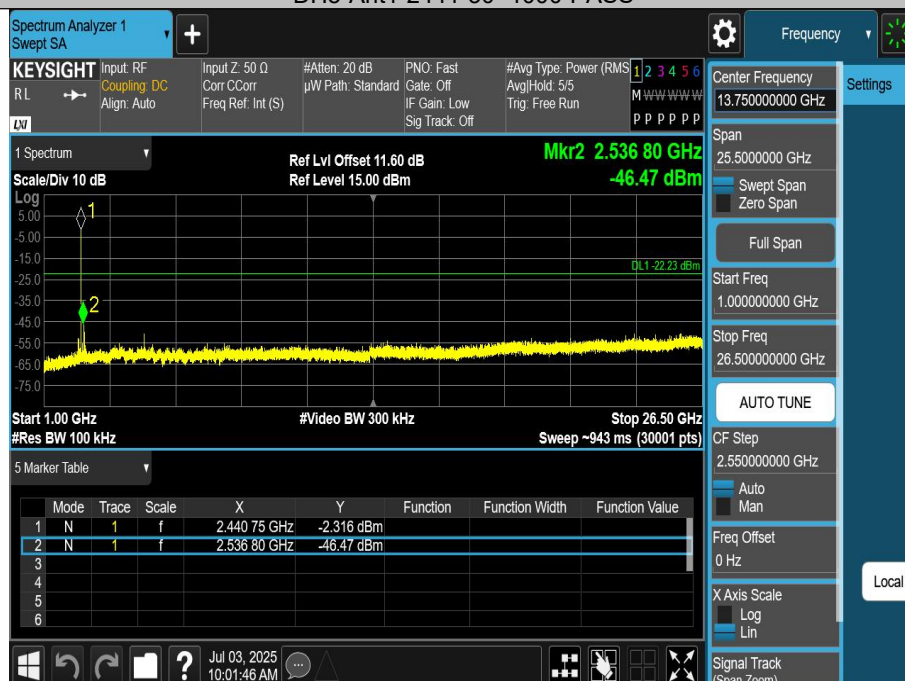 Spectrum Analyzer 1
Swept SA
+
Frequency
KEYSIGHT
RL
LXI
Input: RF
Coupling: DC
Align: Auto
Input Z: 50 Ω
Corr CCorr
Freq Ref: Int (S)
#Atten: 20 dB
µW Path: Standard
PNO: Fast
Gate: Off
IF Gain: Low
Sig Track: Off
#Avg Type: Power (RMS
Avg|Hold: 5/5
Trig: Free Run
1 2 3 4 5 6
M W W W W W
P P P P P P
Center Frequency
13.750000000 GHz
Settings
1 Spectrum
Scale/Div 10 dB
Ref Lvl Offset 11.60 dB
Ref Level 15.00 dBm
Mkr2 2.536 80 GHz
-46.47 dBm
Span
25.5000000 GHz
Swept Span
Zero Span
Full Span
Start Freq
1.000000000 GHz
Stop Freq
26.500000000 GHz
AUTO TUNE
CF Step
2.550000000 GHz
Auto
Man
Freq Offset
0 Hz
X Axis Scale
Log
Lin
Signal Track
(Span Zoom)
Local
Log
5.00
-5.00
-15.0
-25.0
-35.0
-45.0
-55.0
-65.0
-75.0
1
2
DL1 -22.23 dBm
Start 1.00 GHz
#Video BW 300 kHz
Stop 26.50 GHz
#Res BW 100 kHz
Sweep ~943 ms (30001 pts)
5 Marker Table
Mode Trace Scale X Y Function Function Width Function Value
1 N 1 f 2.440 75 GHz -2.316 dBm
2 N 1 f 2.536 80 GHz -46.47 dBm
3
4
5
6
?
Jul 03, 2025
10:01:46 AM